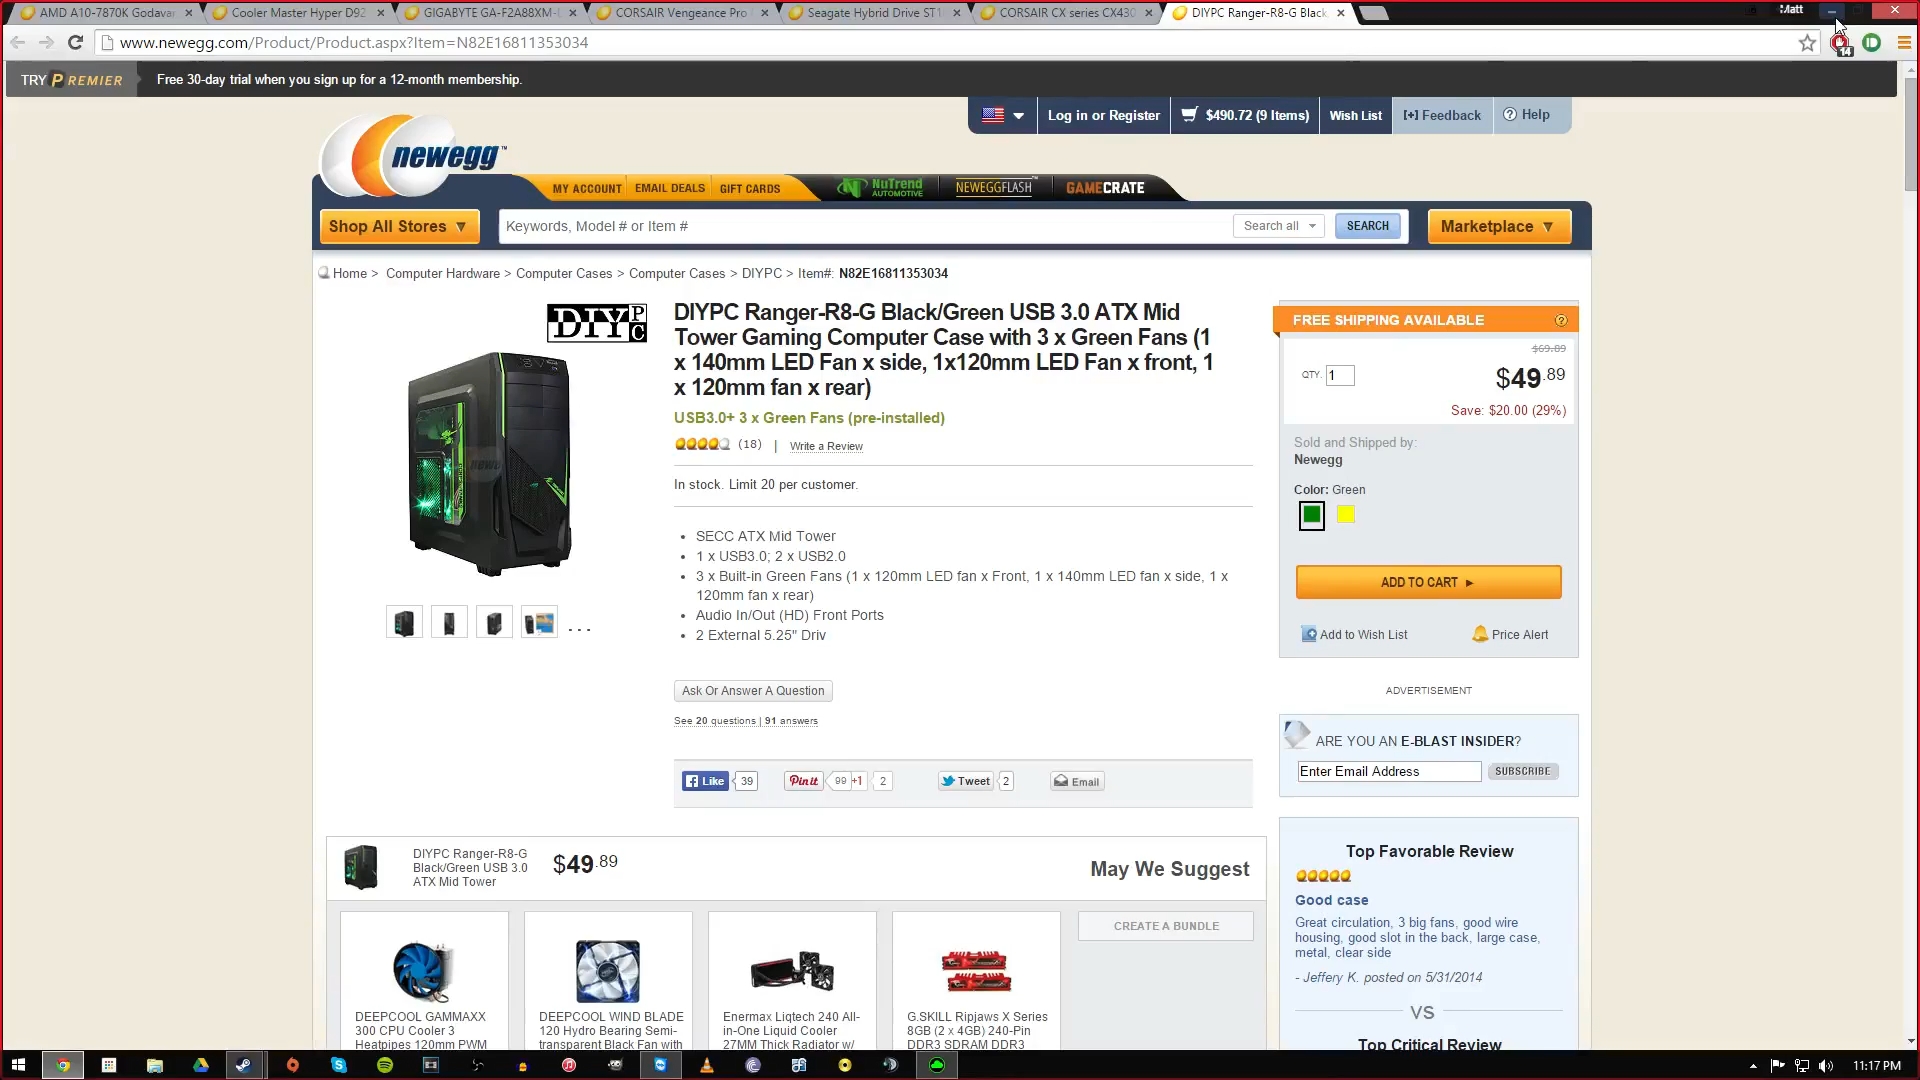 AMD A10-7870K Godavar
Cooler Master Hyper D92
GIGABYTE GA-F2A88XM-
CORSAIR Vengeance Pro
Seagate Hybrid Drive ST1
CORSAIR CX series CX430
DIYPC Ranger-R8-G Black
Matt
www.newegg.com/Product/Product.aspx?Item=N82E16811353034
14
TRY PREMIER
Free 30-day trial when you sign up for a 12-month membership.
Log in or Register
$490.72 (9 Items)
Wish List
[+] Feedback
Help
newegg
MY ACCOUNT
EMAIL DEALS
GIFT CARDS
NUTREND AUTOMOTIVE
NEWEGGFLASH
GAMECRATE
Shop All Stores ▼
Keywords, Model # or Item #
Search all
SEARCH
Marketplace ▼
Home > Computer Hardware > Computer Cases > Computer Cases > DIYPC > Item#: N82E16811353034
DIYPC
DIYPC Ranger-R8-G Black/Green USB 3.0 ATX Mid
Tower Gaming Computer Case with 3 x Green Fans (1
x 140mm LED Fan x side, 1x120mm LED Fan x front, 1
x 120mm fan x rear)
USB3.0+ 3 x Green Fans (pre-installed)
(18) | Write a Review
In stock. Limit 20 per customer.
• SECC ATX Mid Tower
• 1 x USB3.0; 2 x USB2.0
• 3 x Built-in Green Fans (1 x 120mm LED fan x Front, 1 x 140mm LED fan x side, 1 x
120mm fan x rear)
• Audio In/Out (HD) Front Ports
• 2 External 5.25" Driv
...
Ask Or Answer A Question
See 20 questions | 91 answers
Like 39
Pin it 99 +1 2
Tweet 2
Email
FREE SHIPPING AVAILABLE
$69.89
QTY. 1
$49.89
Save: $20.00 (29%)
Sold and Shipped by:
Newegg
Color: Green
ADD TO CART ►
Add to Wish List
Price Alert
ADVERTISEMENT
ARE YOU AN E-BLAST INSIDER?
Enter Email Address
SUBSCRIBE
DIYPC Ranger-R8-G
Black/Green USB 3.0
ATX Mid Tower
$49.89
May We Suggest
DEEPCOOL GAMMAXX
300 CPU Cooler 3
Heatpipes 120mm PWM
DEEPCOOL WIND BLADE
120 Hydro Bearing Semi-
transparent Black Fan with
Enermax Liqtech 240 All-
in-One Liquid Cooler
27MM Thick Radiator w/
G.SKILL Ripjaws X Series
8GB (2 x 4GB) 240-Pin
DDR3 SDRAM DDR3
CREATE A BUNDLE
Top Favorable Review
Good case
Great circulation, 3 big fans, good wire
housing, good slot in the back, large case,
metal, clear side
- Jeffery K. posted on 5/31/2014
VS
Top Critical Review
11:17 PM